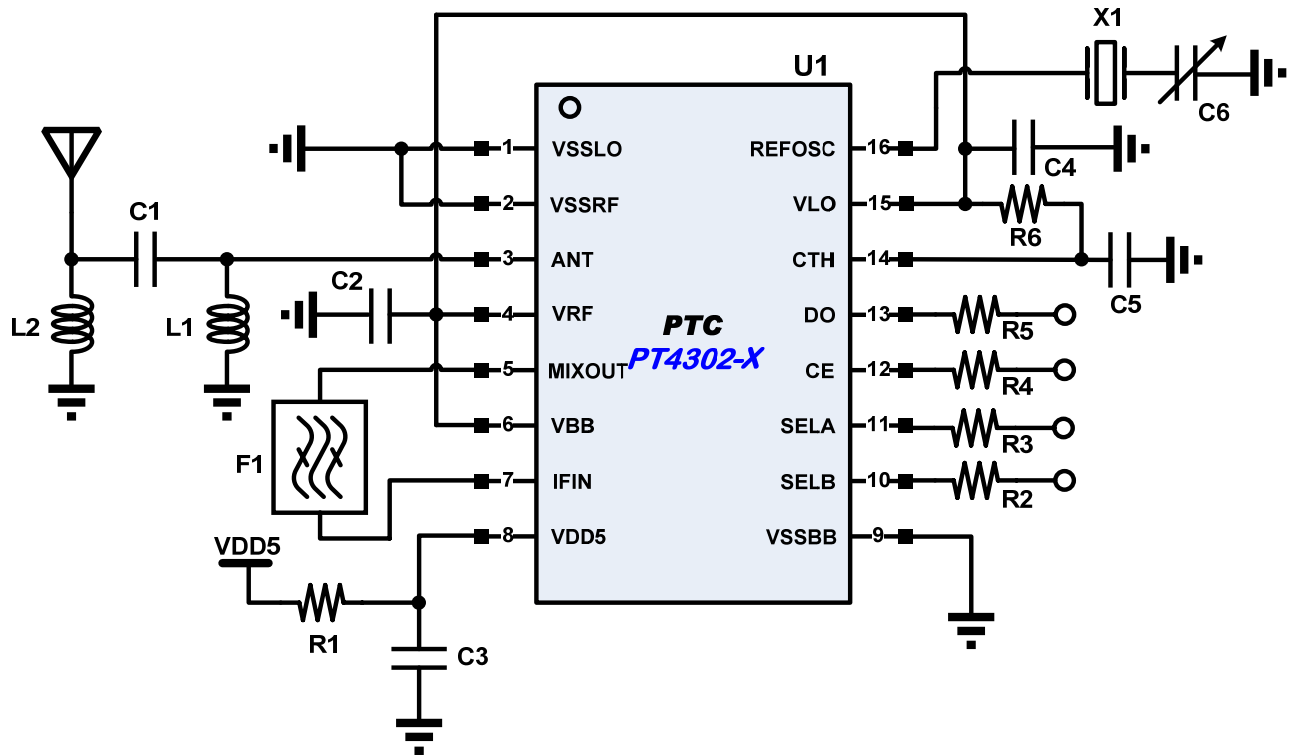 X1
U1
C6
1 VSSLO REFOSC 16
C4
2 VSSRF VLO 15
C1
R6
3 ANT CTH 14
C2
C5
L2 L1
4 VRF DO 13
PTC
R5
PT4302-X
5 MIXOUT CE 12
R4
6 VBB SELA 11
R3
F1
7 IFIN SELB 10
R2
8 VDD5 VSSBB 9
VDD5
R1
C3